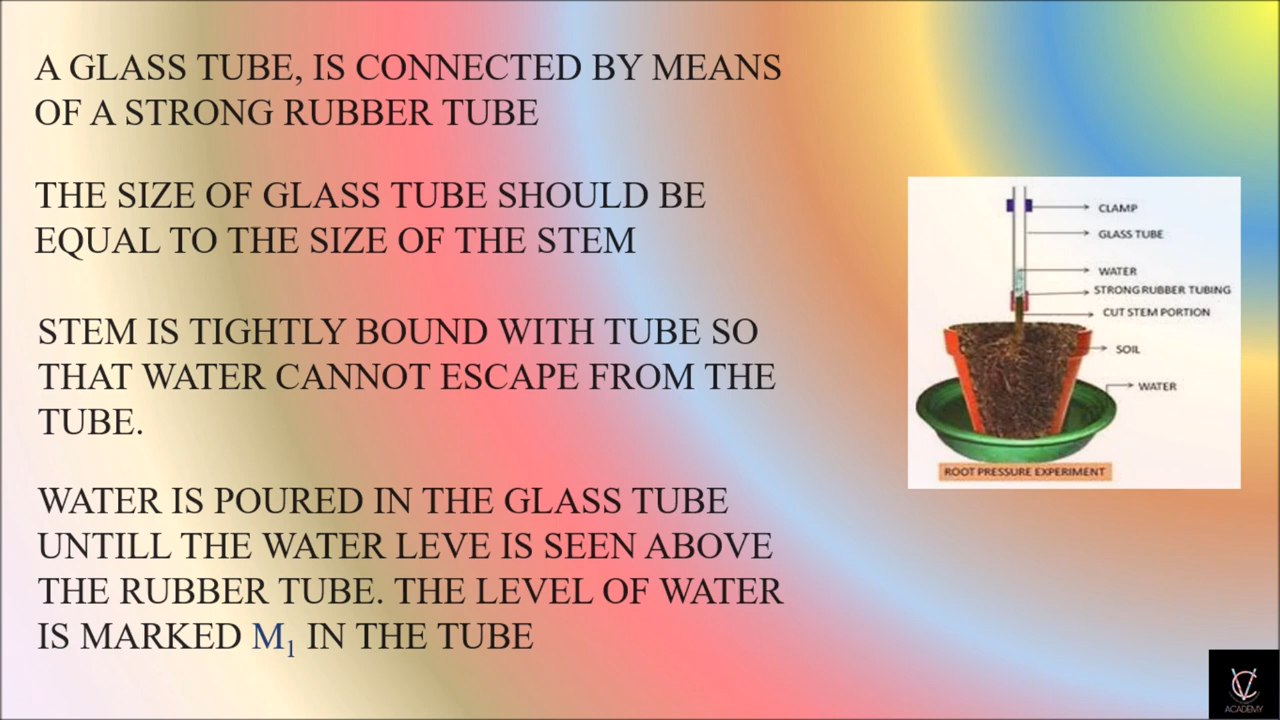 A GLASS TUBE, IS CONNECTED BY MEANS
OF A STRONG RUBBER TUBE
THE SIZE OF GLASS TUBE SHOULD BE
EQUAL TO THE SIZE OF THE STEM
STEM IS TIGHTLY BOUND WITH TUBE SO
THAT WATER CANNOT ESCAPE FROM THE
TUBE.
WATER IS POURED IN THE GLASS TUBE
UNTILL THE WATER LEVE IS SEEN ABOVE
THE RUBBER TUBE. THE LEVEL OF WATER
IS MARKED M₁ IN THE TUBE
CLAMP
GLASS TUBE
WATER
STRONG RUBBER TUBING
CUT STEM PORTION
SOIL
WATER
ROOT PRESSURE EXPERIMENT
VC
ACADEMY